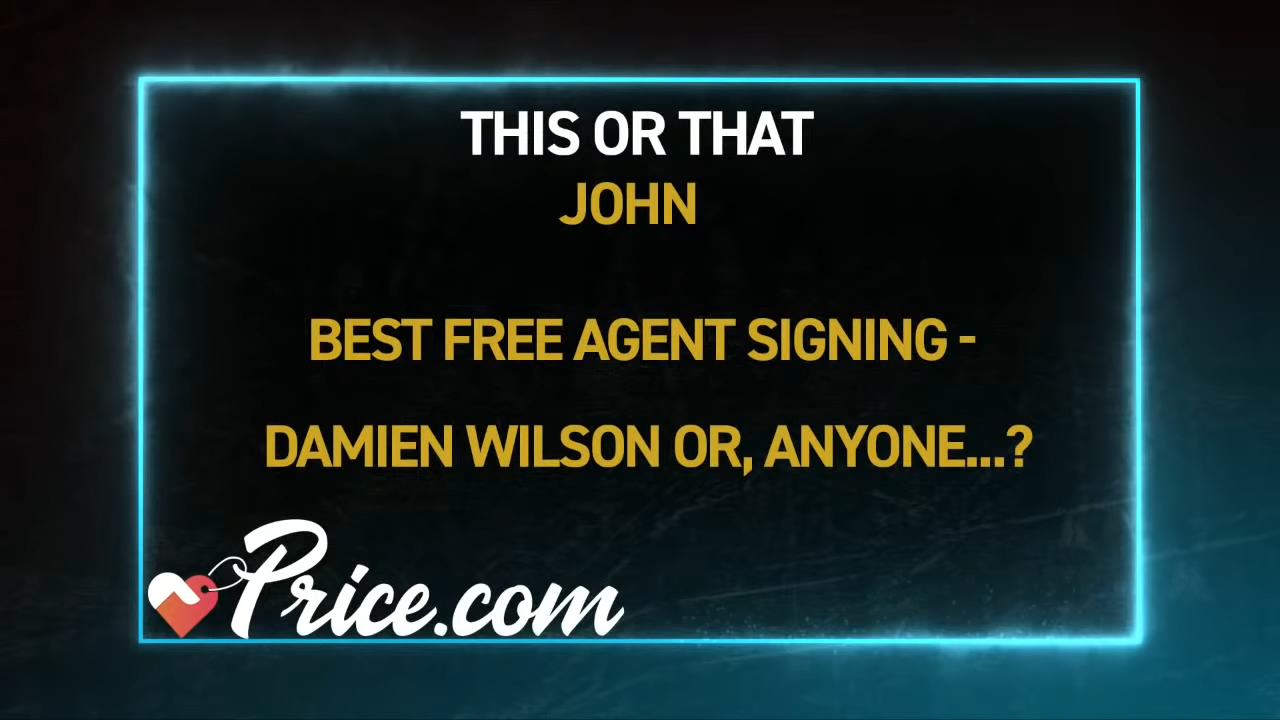 THIS OR THAT
JOHN
BEST FREE AGENT SIGNING -
DAMIEN WILSON OR, ANYONE...?
Price.com